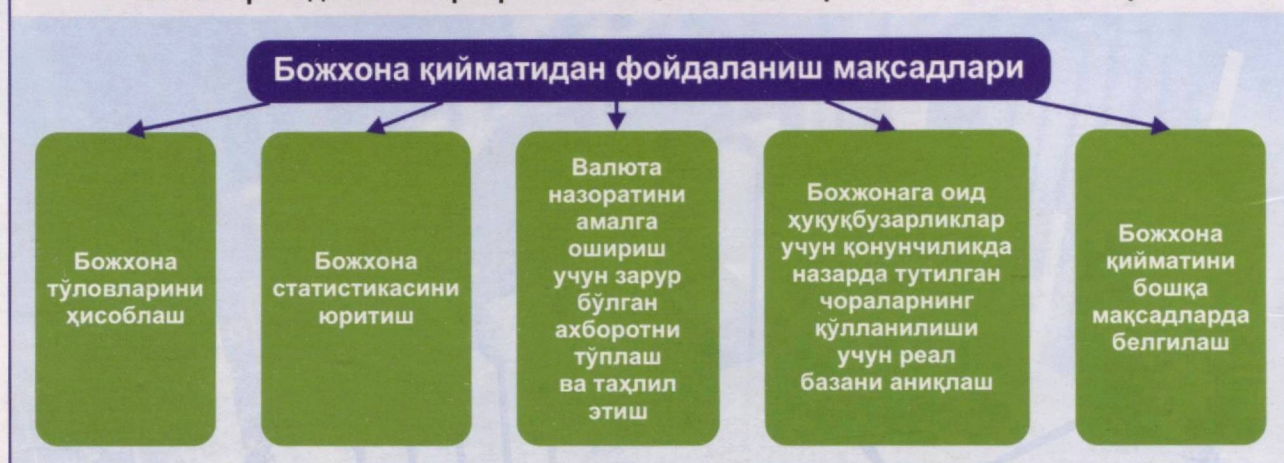 Божхона қийматидан фойдаланиш мақсадлари
Божхона
тўловларини
ҳисоблаш
Божхона
статистикасини
юритиш
Валюта
назоратини
амалга
ошириш
учун зарур
бўлган
ахборотни
тўплаш
ва таҳлил
этиш
Бохжонага оид
ҳуқуқбузарликлар
учун қонунчиликда
назарда тутилган
чораларнинг
қўлланилиши
учун реал
базани аниқлаш
Божхона
қийматини
бошқа
мақсадларда
белгилаш